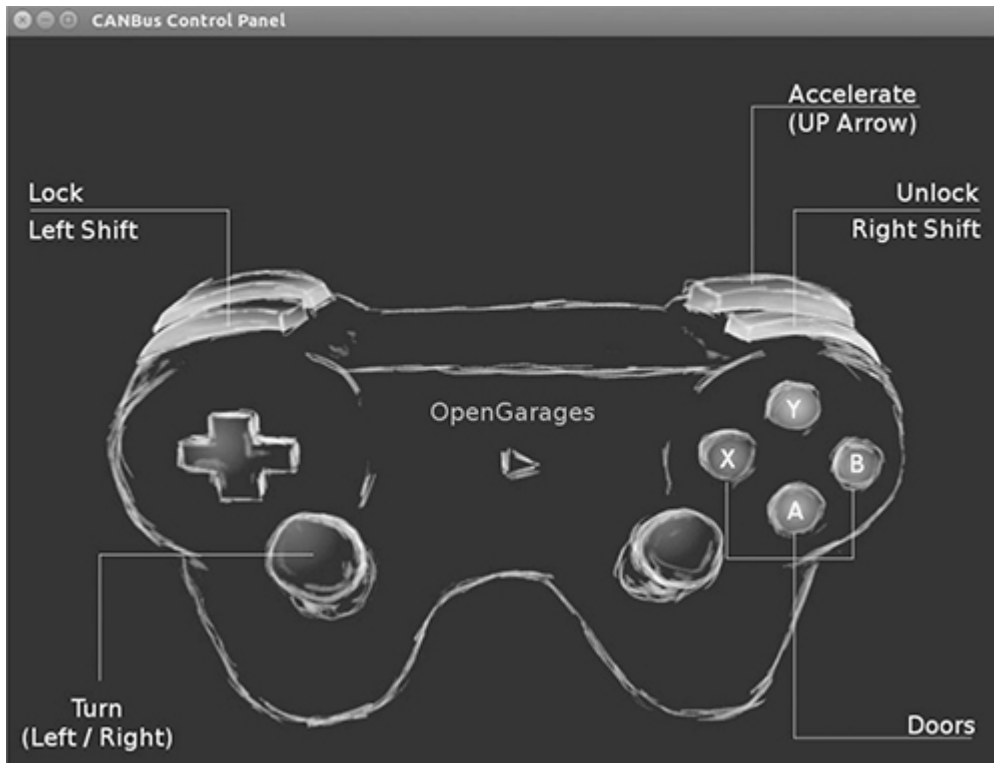 CANBus Control Panel
Accelerate
(UP Arrow)
Lock
Left Shift
Unlock
Right Shift
OpenGarages
Y
X
B
A
Turn
(Left / Right)
Doors